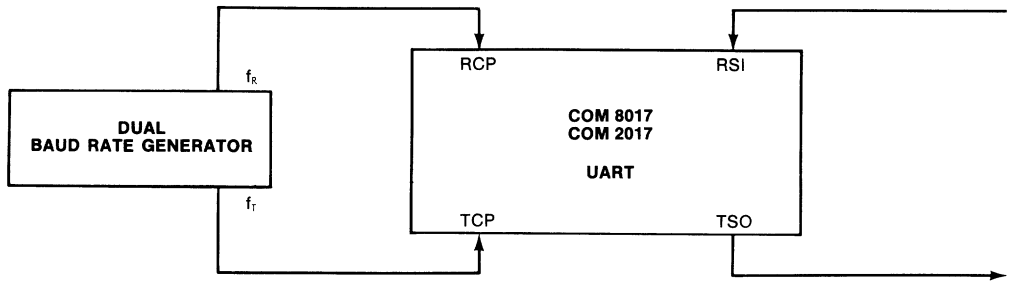 RCP
RSI
f_R
DUAL
BAUD RATE GENERATOR
COM 8017
COM 2017
UART
f_T
TCP
TSO